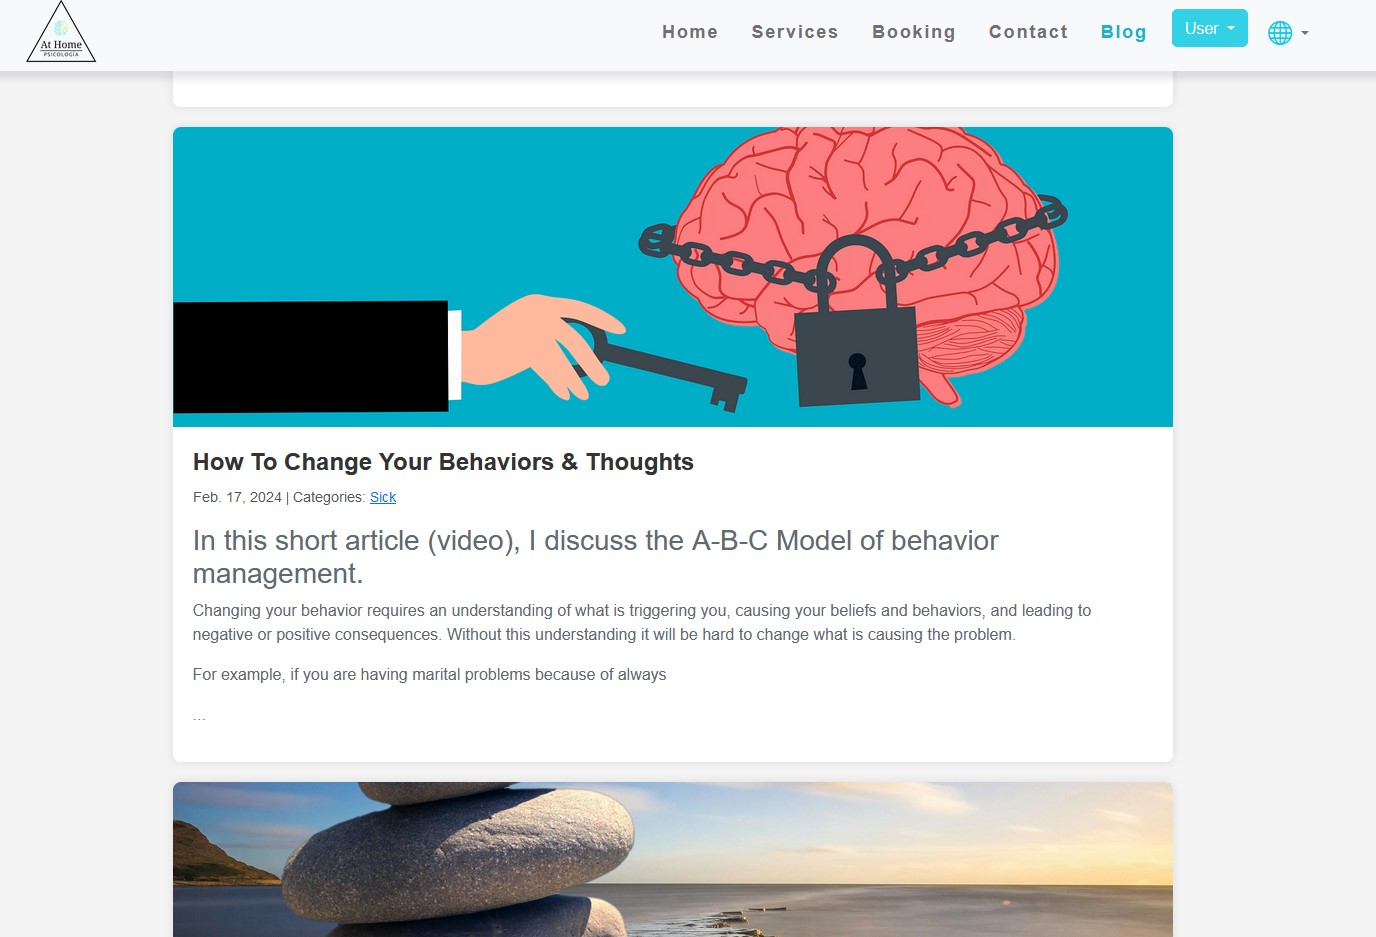 At Home
PSICOLOGÍA
Home Services Booking Contact Blog User
How To Change Your Behaviors & Thoughts
Feb. 17, 2024 | Categories: Sick
In this short article (video), I discuss the A-B-C Model of behavior
management.
Changing your behavior requires an understanding of what is triggering you, causing your beliefs and behaviors, and leading to
negative or positive consequences. Without this understanding it will be hard to change what is causing the problem.
For example, if you are having marital problems because of always
...